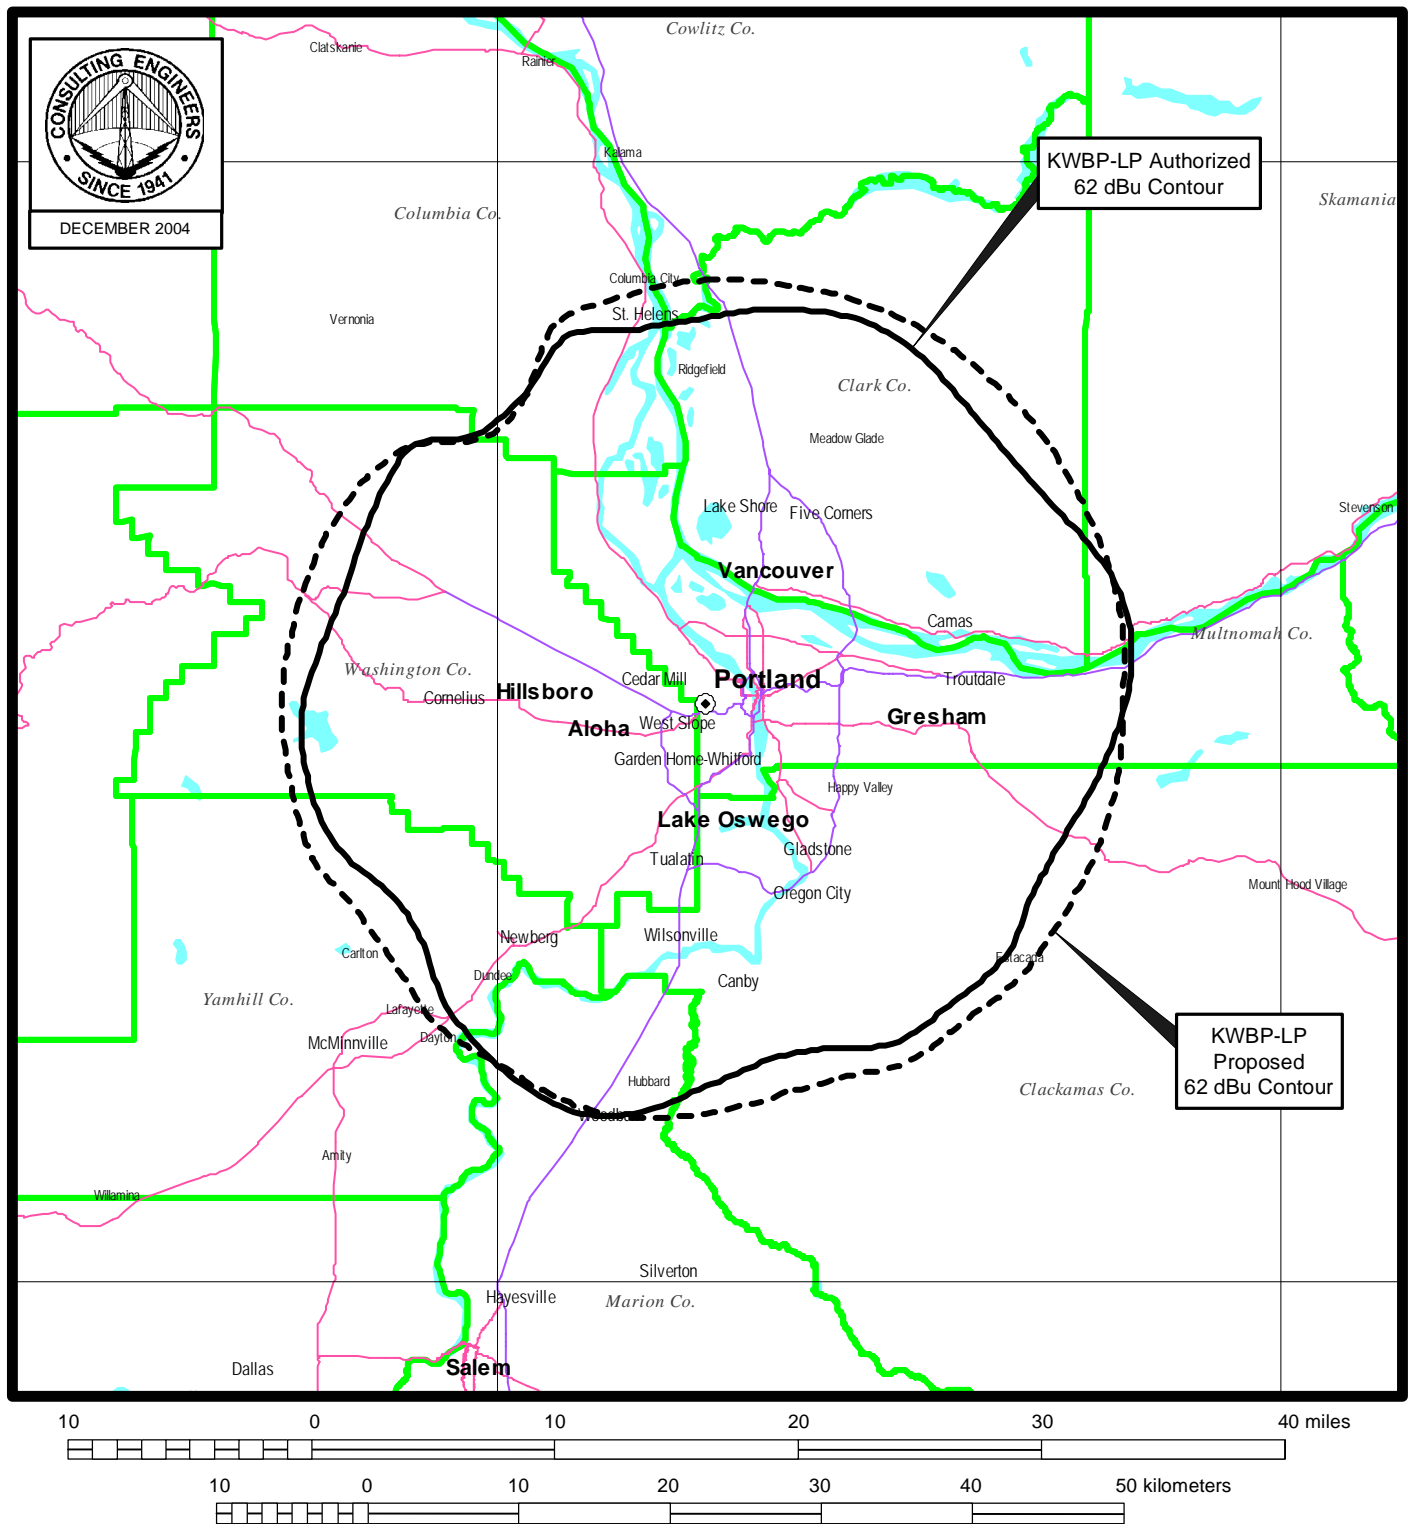 Cowlitz Co.
Clatskanie
Rainier
CONSULTING ENGINEERS
SINCE 1941
DECEMBER 2004
Kalama
KWBP-LP Authorized
62 dBu Contour
Columbia Co.
Skamania
Columbia City
St. Helens
Vernonia
Ridgefield
Clark Co.
Meadow Glade
Lake Shore
Five Corners
Stevenson
Vancouver
Camas
Multnomah Co.
Washington Co.
Cedar Mill
Portland
Troutdale
Cornelius
Hillsboro
West Slope
Gresham
Aloha
Garden Home-Whitford
Happy Valley
Lake Oswego
Tualatin
Gladstone
Oregon City
Mount Hood Village
Newberg
Wilsonville
Carlton
Estacada
Dundee
Canby
Yamhill Co.
Lafayette
Dayton
McMinnville
KWBP-LP
Proposed
62 dBu Contour
Hubbard
Clackamas Co.
Amity
Willamina
Silverton
Hayesville
Marion Co.
Dallas
Salem
10 0 10 20 30 40 miles
10 0 10 20 30 40 50 kilometers